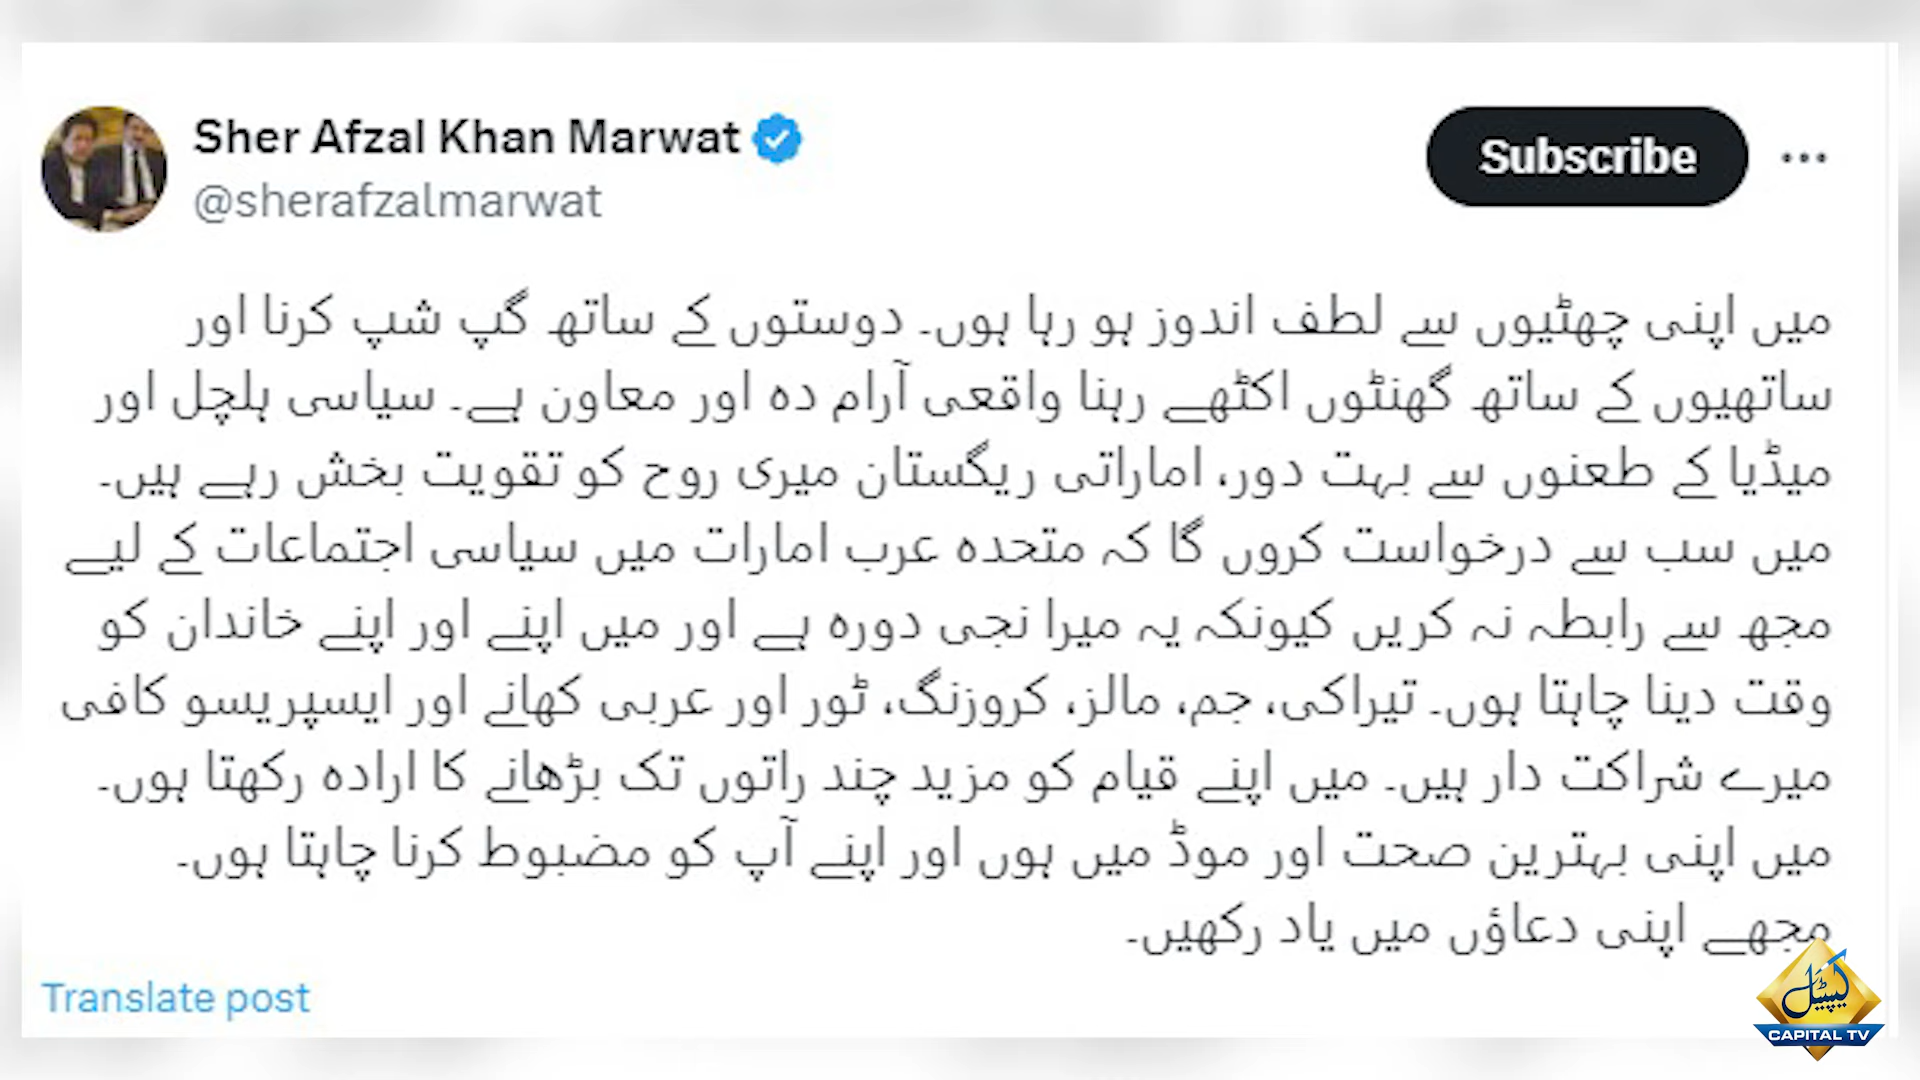 Sher Afzal Khan Marwat
@sherafzalmarwat
Subscribe
میں اپنی چھٹیوں سے لطف اندوز ہو رہا ہوں۔ دوستوں کے ساتھ گپ شپ کرنا اور
ساتھیوں کے ساتھ گھنٹوں اکٹھے رہنا واقعی آرام دہ اور معاون ہے۔ سیاسی ہلچل اور
میڈیا کے طعنوں سے بہت دور، اماراتی ریگستان میری روح کو تقویت بخش رہے ہیں۔
میں سب سے درخواست کروں گا کہ متحدہ عرب امارات میں سیاسی اجتماعات کے لیے
مجھ سے رابطہ نہ کریں کیونکہ یہ میرا نجی دورہ ہے اور میں اپنے اور اپنے خاندان کو
وقت دینا چاہتا ہوں۔ تیراکی، جم، مالز، کروزنگ، ٹور اور عربی کھانے اور ایسپریسو کافی
میرے شراکت دار ہیں۔ میں اپنے قیام کو مزید چند راتوں تک بڑھانے کا ارادہ رکھتا ہوں۔
میں اپنی بہترین صحت اور موڈ میں ہوں اور اپنے آپ کو مضبوط کرنا چاہتا ہوں۔
مجھے اپنی دعاؤں میں یاد رکھیں۔
Translate post
کیپیٹل
CAPITAL TV